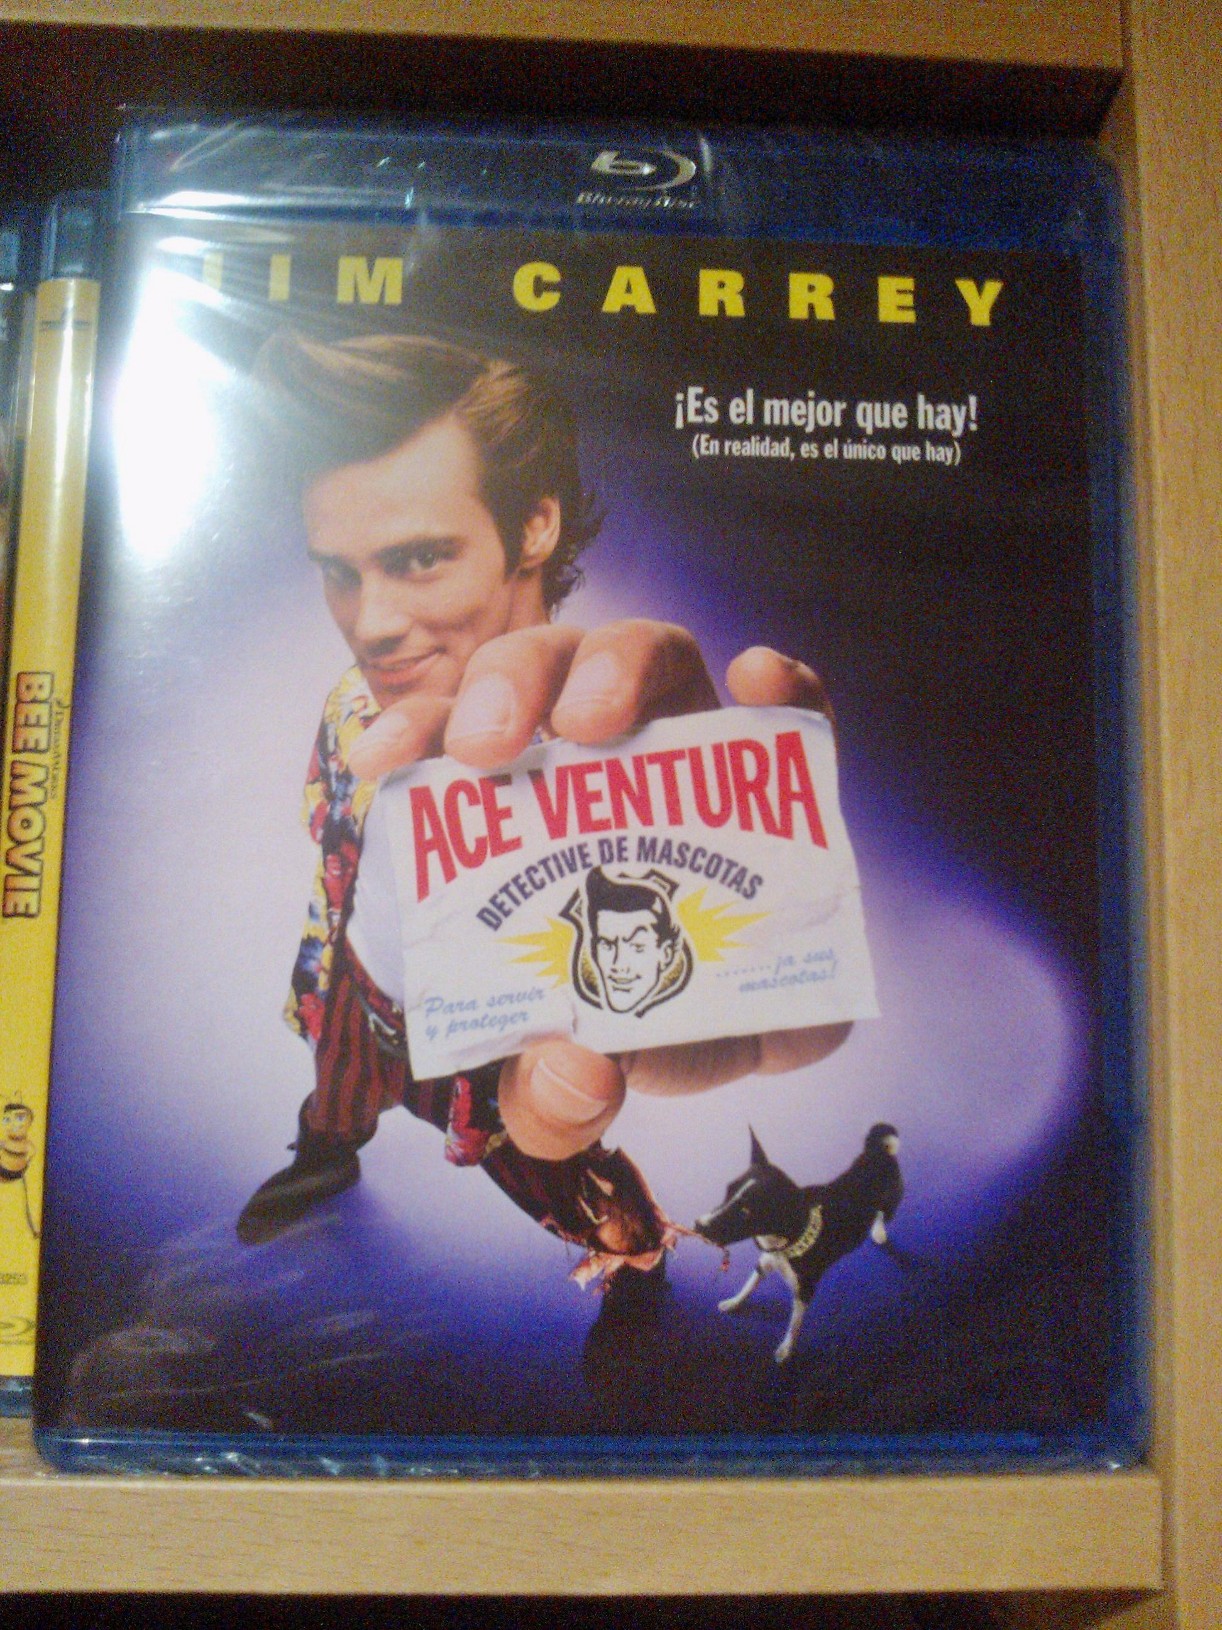 Blu-ray Disc
JIM CARREY
¡Es el mejor que hay!
(En realidad, es el único que hay)
ACE VENTURA
DETECTIVE DE MASCOTAS
Para servir
y proteger
.......¡a sus
mascotas!
BEE MOVIE